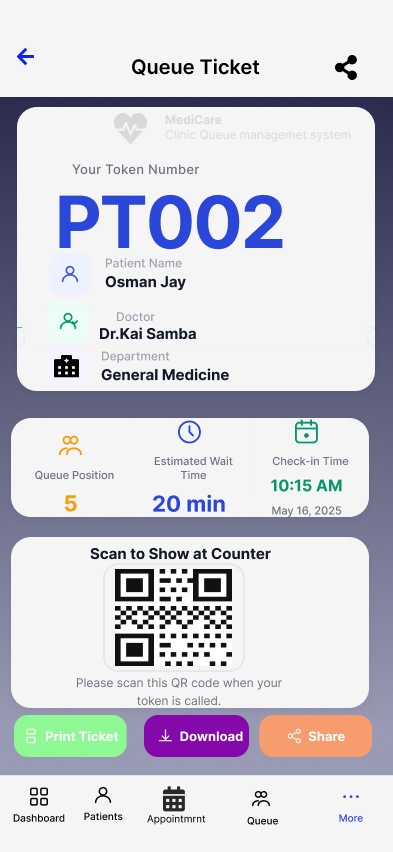 Queue Ticket
MediCare
Clinic Queue managemet system
Your Token Number
PT002
Patient Name
Osman Jay
Doctor
Dr.Kai Samba
Department
General Medicine
Queue Position
5
Estimated Wait
Time
20 min
Check-in Time
10:15 AM
May 16, 2025
Scan to Show at Counter
Please scan this QR code when your
token is called.
Print Ticket
Download
Share
Dashboard
Patients
Appointmrnt
Queue
More